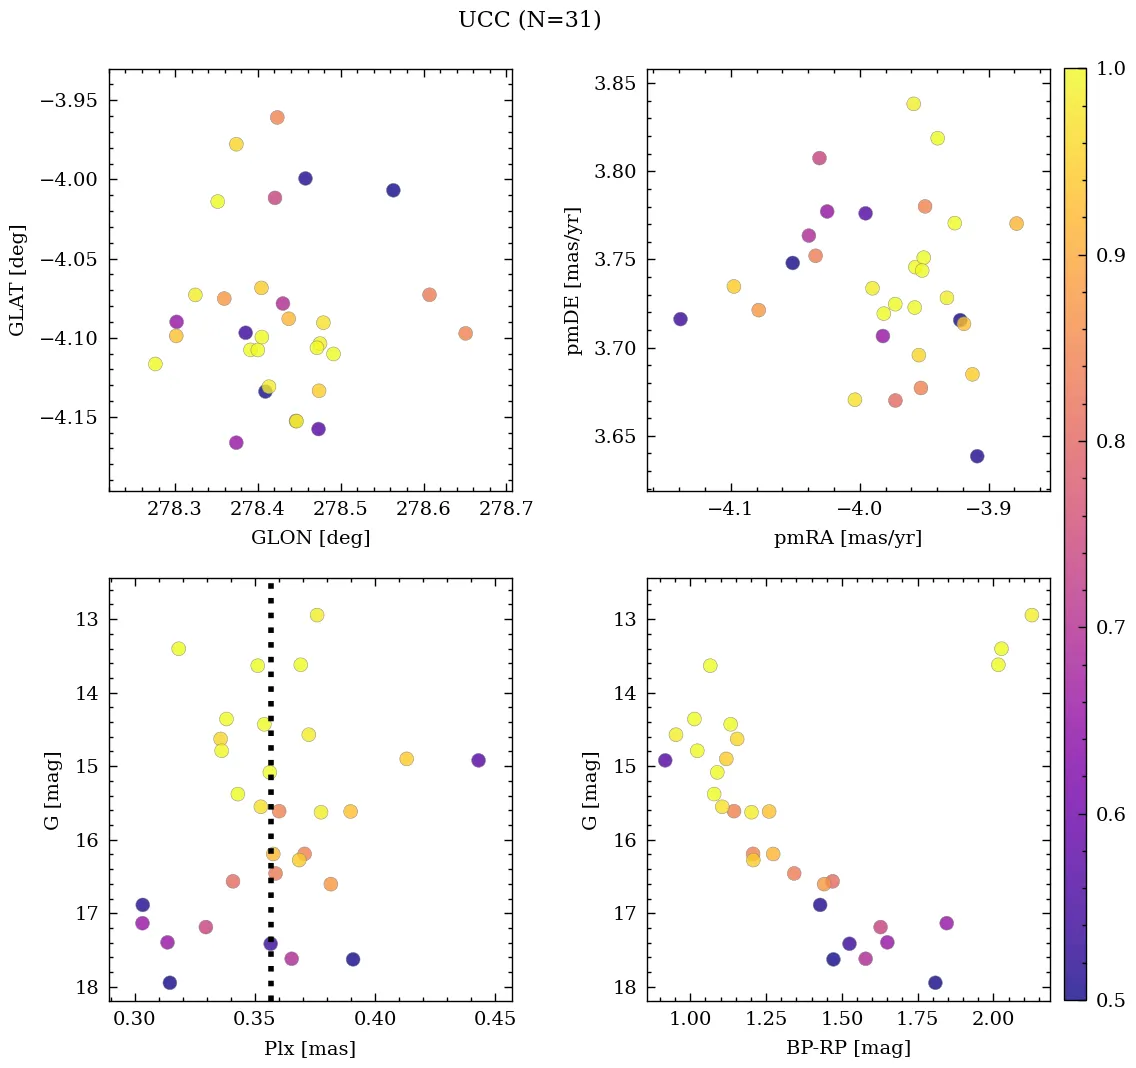 UCC (N=31)
−3.95
−4.00
−4.05
−4.10
−4.15
GLAT [deg]
278.3 278.4 278.5 278.6 278.7
GLON [deg]
3.85
3.80
3.75
3.70
3.65
pmDE [mas/yr]
−4.1 −4.0 −3.9
pmRA [mas/yr]
1.0
0.9
0.8
0.7
0.6
0.5
13
14
15
16
17
18
G [mag]
0.30 0.35 0.40 0.45
Plx [mas]
13
14
15
16
17
18
G [mag]
1.00 1.25 1.50 1.75 2.00
BP-RP [mag]